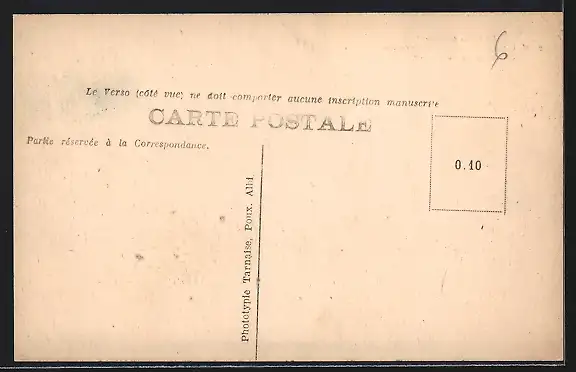 6
Le Verso (côté vue) ne doit comporter aucune inscription manuscrite
CARTE POSTALE
Partie réservée à la Correspondance.
0.10
Phototypie Tarnaise, Poux. Albi.